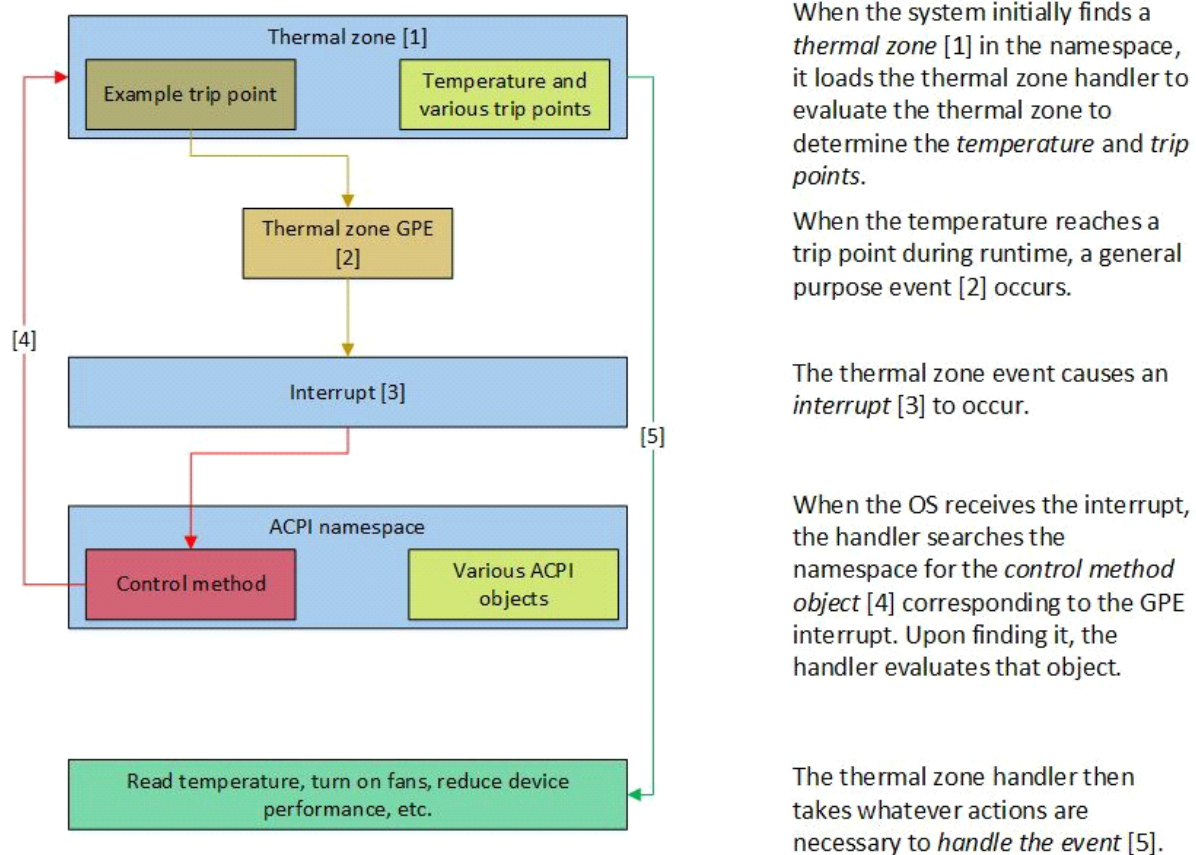 Thermal zone [1]
Example trip point
Temperature and
various trip points
Thermal zone GPE
[2]
[4]
Interrupt [3]
[5]
ACPI namespace
Control method
Various ACPI
objects
Read temperature, turn on fans, reduce device
performance, etc.
When the system initially finds a
thermal zone [1] in the namespace,
it loads the thermal zone handler to
evaluate the thermal zone to
determine the temperature and trip
points.
When the temperature reaches a
trip point during runtime, a general
purpose event [2] occurs.
The thermal zone event causes an
interrupt [3] to occur.
When the OS receives the interrupt,
the handler searches the
namespace for the control method
object [4] corresponding to the GPE
interrupt. Upon finding it, the
handler evaluates that object.
The thermal zone handler then
takes whatever actions are
necessary to handle the event [5].